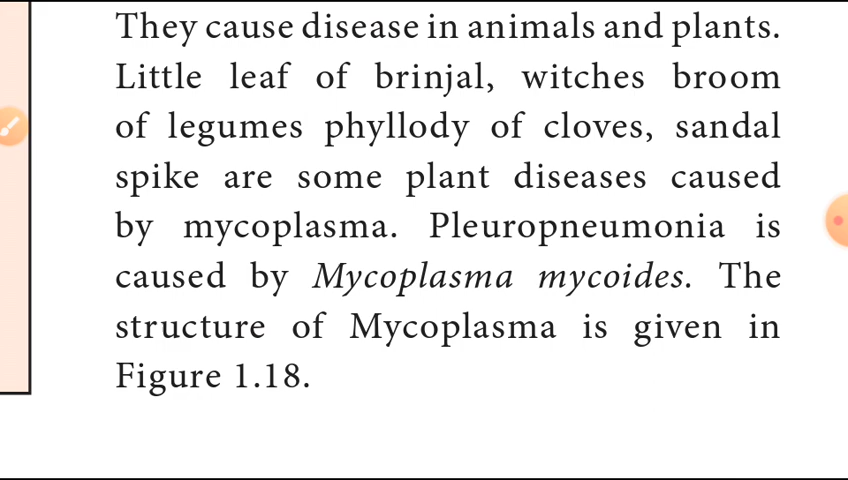 They cause disease in animals and plants.
Little leaf of brinjal, witches broom
of legumes phyllody of cloves, sandal
spike are some plant diseases caused
by mycoplasma. Pleuropneumonia is
caused by Mycoplasma mycoides. The
structure of Mycoplasma is given in
Figure 1.18.